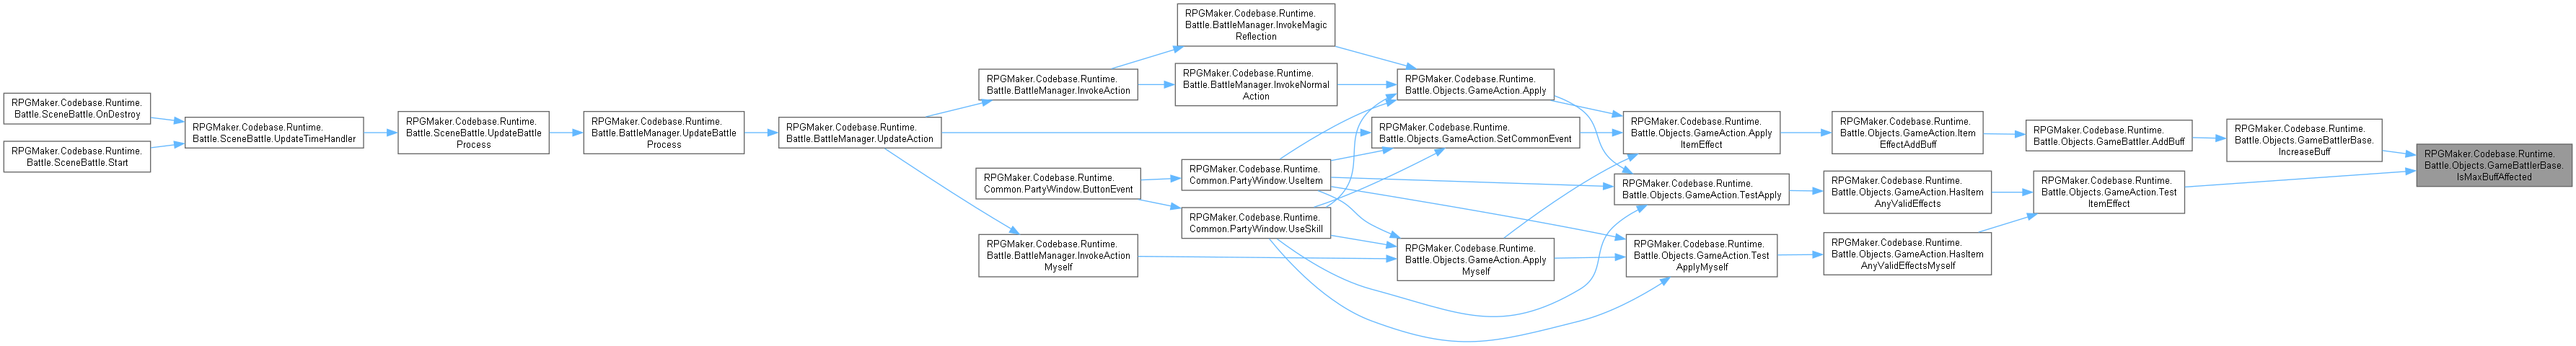 RPGMaker.Codebase.Runtime.
Battle.SceneBattle.OnDestroy
RPGMaker.Codebase.Runtime.
Battle.SceneBattle.Start
RPGMaker.Codebase.Runtime.
Battle.SceneBattle.UpdateTimeHandler
RPGMaker.Codebase.Runtime.
Battle.SceneBattle.UpdateBattle
Process
RPGMaker.Codebase.Runtime.
Battle.BattleManager.UpdateBattle
Process
RPGMaker.Codebase.Runtime.
Battle.BattleManager.UpdateAction
RPGMaker.Codebase.Runtime.
Battle.BattleManager.InvokeAction
RPGMaker.Codebase.Runtime.
Common.PartyWindow.ButtonEvent
RPGMaker.Codebase.Runtime.
Battle.BattleManager.InvokeAction
Myself
RPGMaker.Codebase.Runtime.
Battle.BattleManager.InvokeMagic
Reflection
RPGMaker.Codebase.Runtime.
Battle.BattleManager.InvokeNormal
Action
RPGMaker.Codebase.Runtime.
Common.PartyWindow.UseItem
RPGMaker.Codebase.Runtime.
Common.PartyWindow.UseSkill
RPGMaker.Codebase.Runtime.
Battle.Objects.GameAction.Apply
RPGMaker.Codebase.Runtime.
Battle.Objects.GameAction.SetCommonEvent
RPGMaker.Codebase.Runtime.
Battle.Objects.GameAction.Apply
Myself
RPGMaker.Codebase.Runtime.
Battle.Objects.GameAction.Apply
ItemEffect
RPGMaker.Codebase.Runtime.
Battle.Objects.GameAction.TestApply
RPGMaker.Codebase.Runtime.
Battle.Objects.GameAction.Test
ApplyMyself
RPGMaker.Codebase.Runtime.
Battle.Objects.GameAction.Item
EffectAddBuff
RPGMaker.Codebase.Runtime.
Battle.Objects.GameAction.HasItem
AnyValidEffects
RPGMaker.Codebase.Runtime.
Battle.Objects.GameAction.HasItem
AnyValidEffectsMyself
RPGMaker.Codebase.Runtime.
Battle.Objects.GameBattler.AddBuff
RPGMaker.Codebase.Runtime.
Battle.Objects.GameAction.Test
ItemEffect
RPGMaker.Codebase.Runtime.
Battle.Objects.GameBattlerBase.
IncreaseBuff
RPGMaker.Codebase.Runtime.
Battle.Objects.GameBattlerBase.
IsMaxBuffAffected